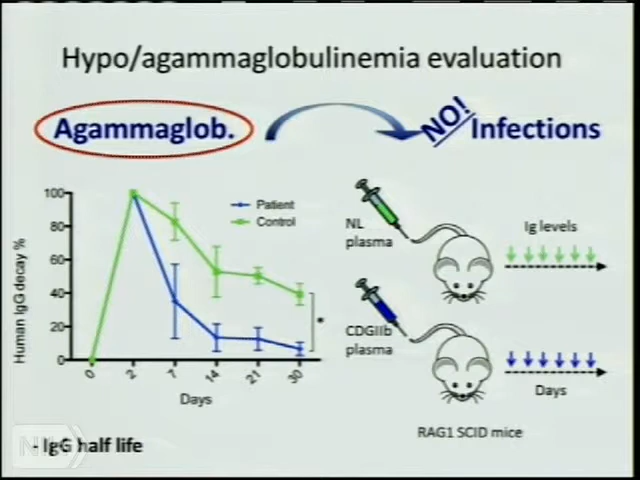 Hypo/agammaglobulinemia evaluation
Agammaglob.
NO! Infections
Human IgG decay %
100
80
60
40
20
0
Patient
Control
*
0 2 7 14 21 30
Days
NL
plasma
Ig levels
CDGIIb
plasma
Days
RAG1 SCID mice
- IgG half life
NIH